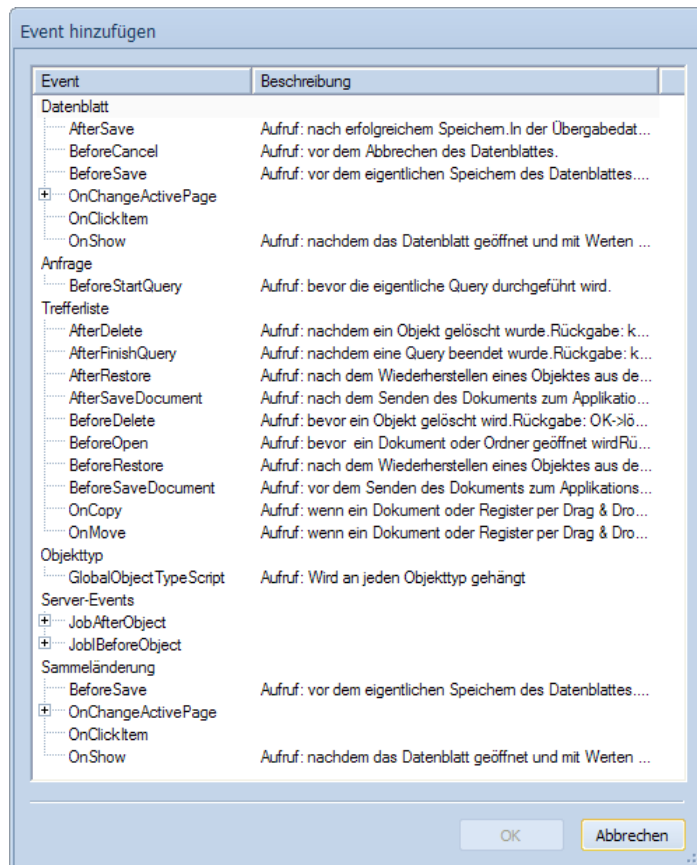 Event hinzufügen
Event Beschreibung
Datenblatt
AfterSave Aufruf: nach erfolgreichem Speichern.In der Übergabedat...
BeforeCancel Aufruf: vor dem Abbrechen des Datenblattes.
BeforeSave Aufruf: vor dem eigentlichen Speichern des Datenblattes....
OnChangeActivePage
OnClickItem
OnShow Aufruf: nachdem das Datenblatt geöffnet und mit Werten ...
Anfrage
BeforeStartQuery Aufruf: bevor die eigentliche Query durchgeführt wird.
Trefferliste
AfterDelete Aufruf: nachdem ein Objekt gelöscht wurde.Rückgabe: k...
AfterFinishQuery Aufruf: nachdem eine Query beendet wurde.Rückgabe: k...
AfterRestore Aufruf: nach dem Wiederherstellen eines Objektes aus de...
AfterSaveDocument Aufruf: nach dem Senden des Dokuments zum Applikatio...
BeforeDelete Aufruf: bevor ein Objekt gelöscht wird.Rückgabe: OK->lö...
BeforeOpen Aufruf: bevor ein Dokument oder Ordner geöffnet wirdRü...
BeforeRestore Aufruf: nach dem Wiederherstellen eines Objektes aus de...
BeforeSaveDocument Aufruf: vor dem Senden des Dokuments zum Applikations...
OnCopy Aufruf: wenn ein Dokument oder Register per Drag & Dro...
OnMove Aufruf: wenn ein Dokument oder Register per Drag & Dro...
Objekttyp
GlobalObjectTypeScript Aufruf: Wird an jeden Objekttyp gehängt
Server-Events
JobAfterObject
JoblBeforeObject
Sammeländerung
BeforeSave Aufruf: vor dem eigentlichen Speichern des Datenblattes....
OnChangeActivePage
OnClickItem
OnShow Aufruf: nachdem das Datenblatt geöffnet und mit Werten ...
OK Abbrechen